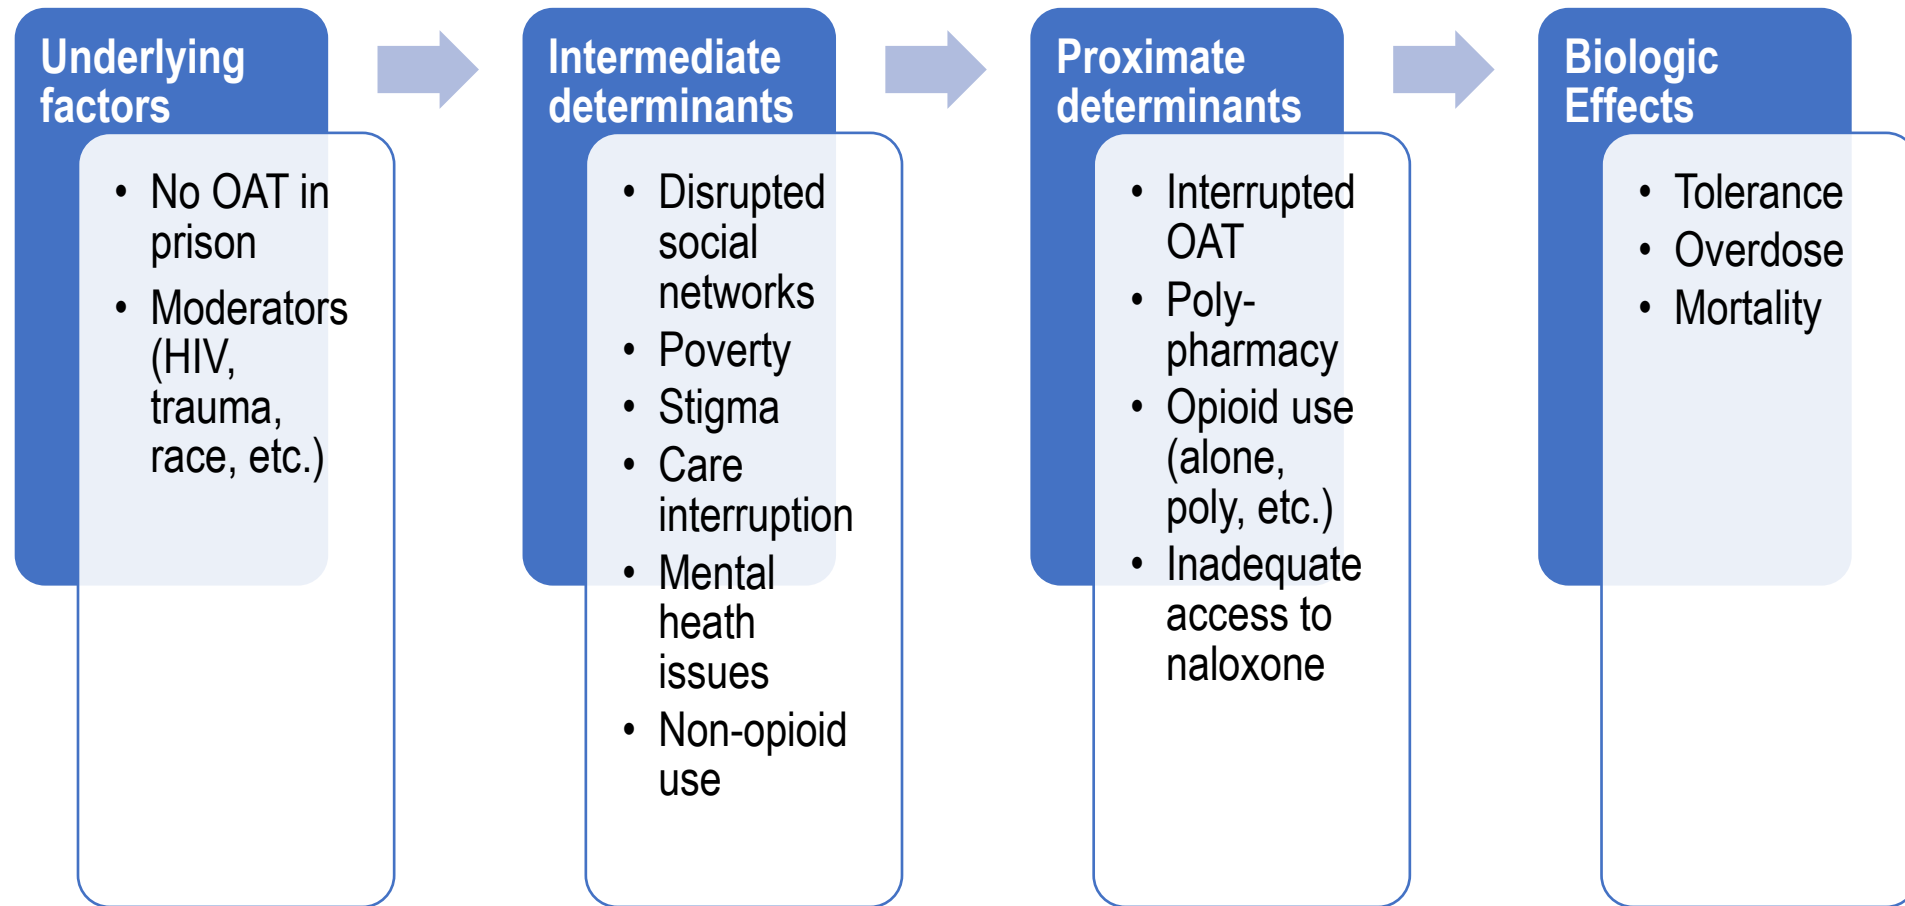 Underlying
factors
• No OAT in
prison
• Moderators
(HIV,
trauma,
race, etc.)
Intermediate
determinants
• Disrupted
social
networks
• Poverty
• Stigma
• Care
interruption
• Mental
heath
issues
• Non-opioid
use
Proximate
determinants
• Interrupted
OAT
• Poly-
pharmacy
• Opioid use
(alone,
poly, etc.)
• Inadequate
access to
naloxone
Biologic
Effects
• Tolerance
• Overdose
• Mortality